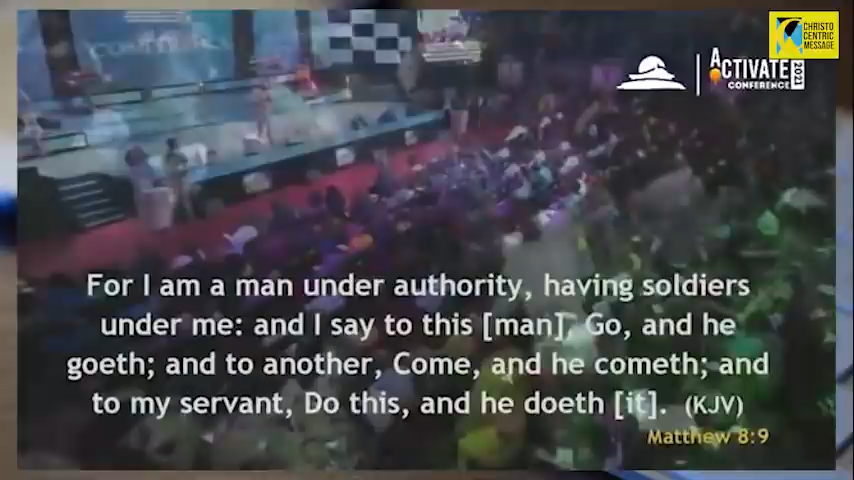 CHRISTO
CENTRIC
MESSAGE
ACTIVATE
2021
CONFERENCE
For I am a man under authority, having soldiers
under me: and I say to this [man], Go, and he
goeth; and to another, Come, and he cometh; and
to my servant, Do this, and he doeth [it]. (KJV)
Matthew 8:9